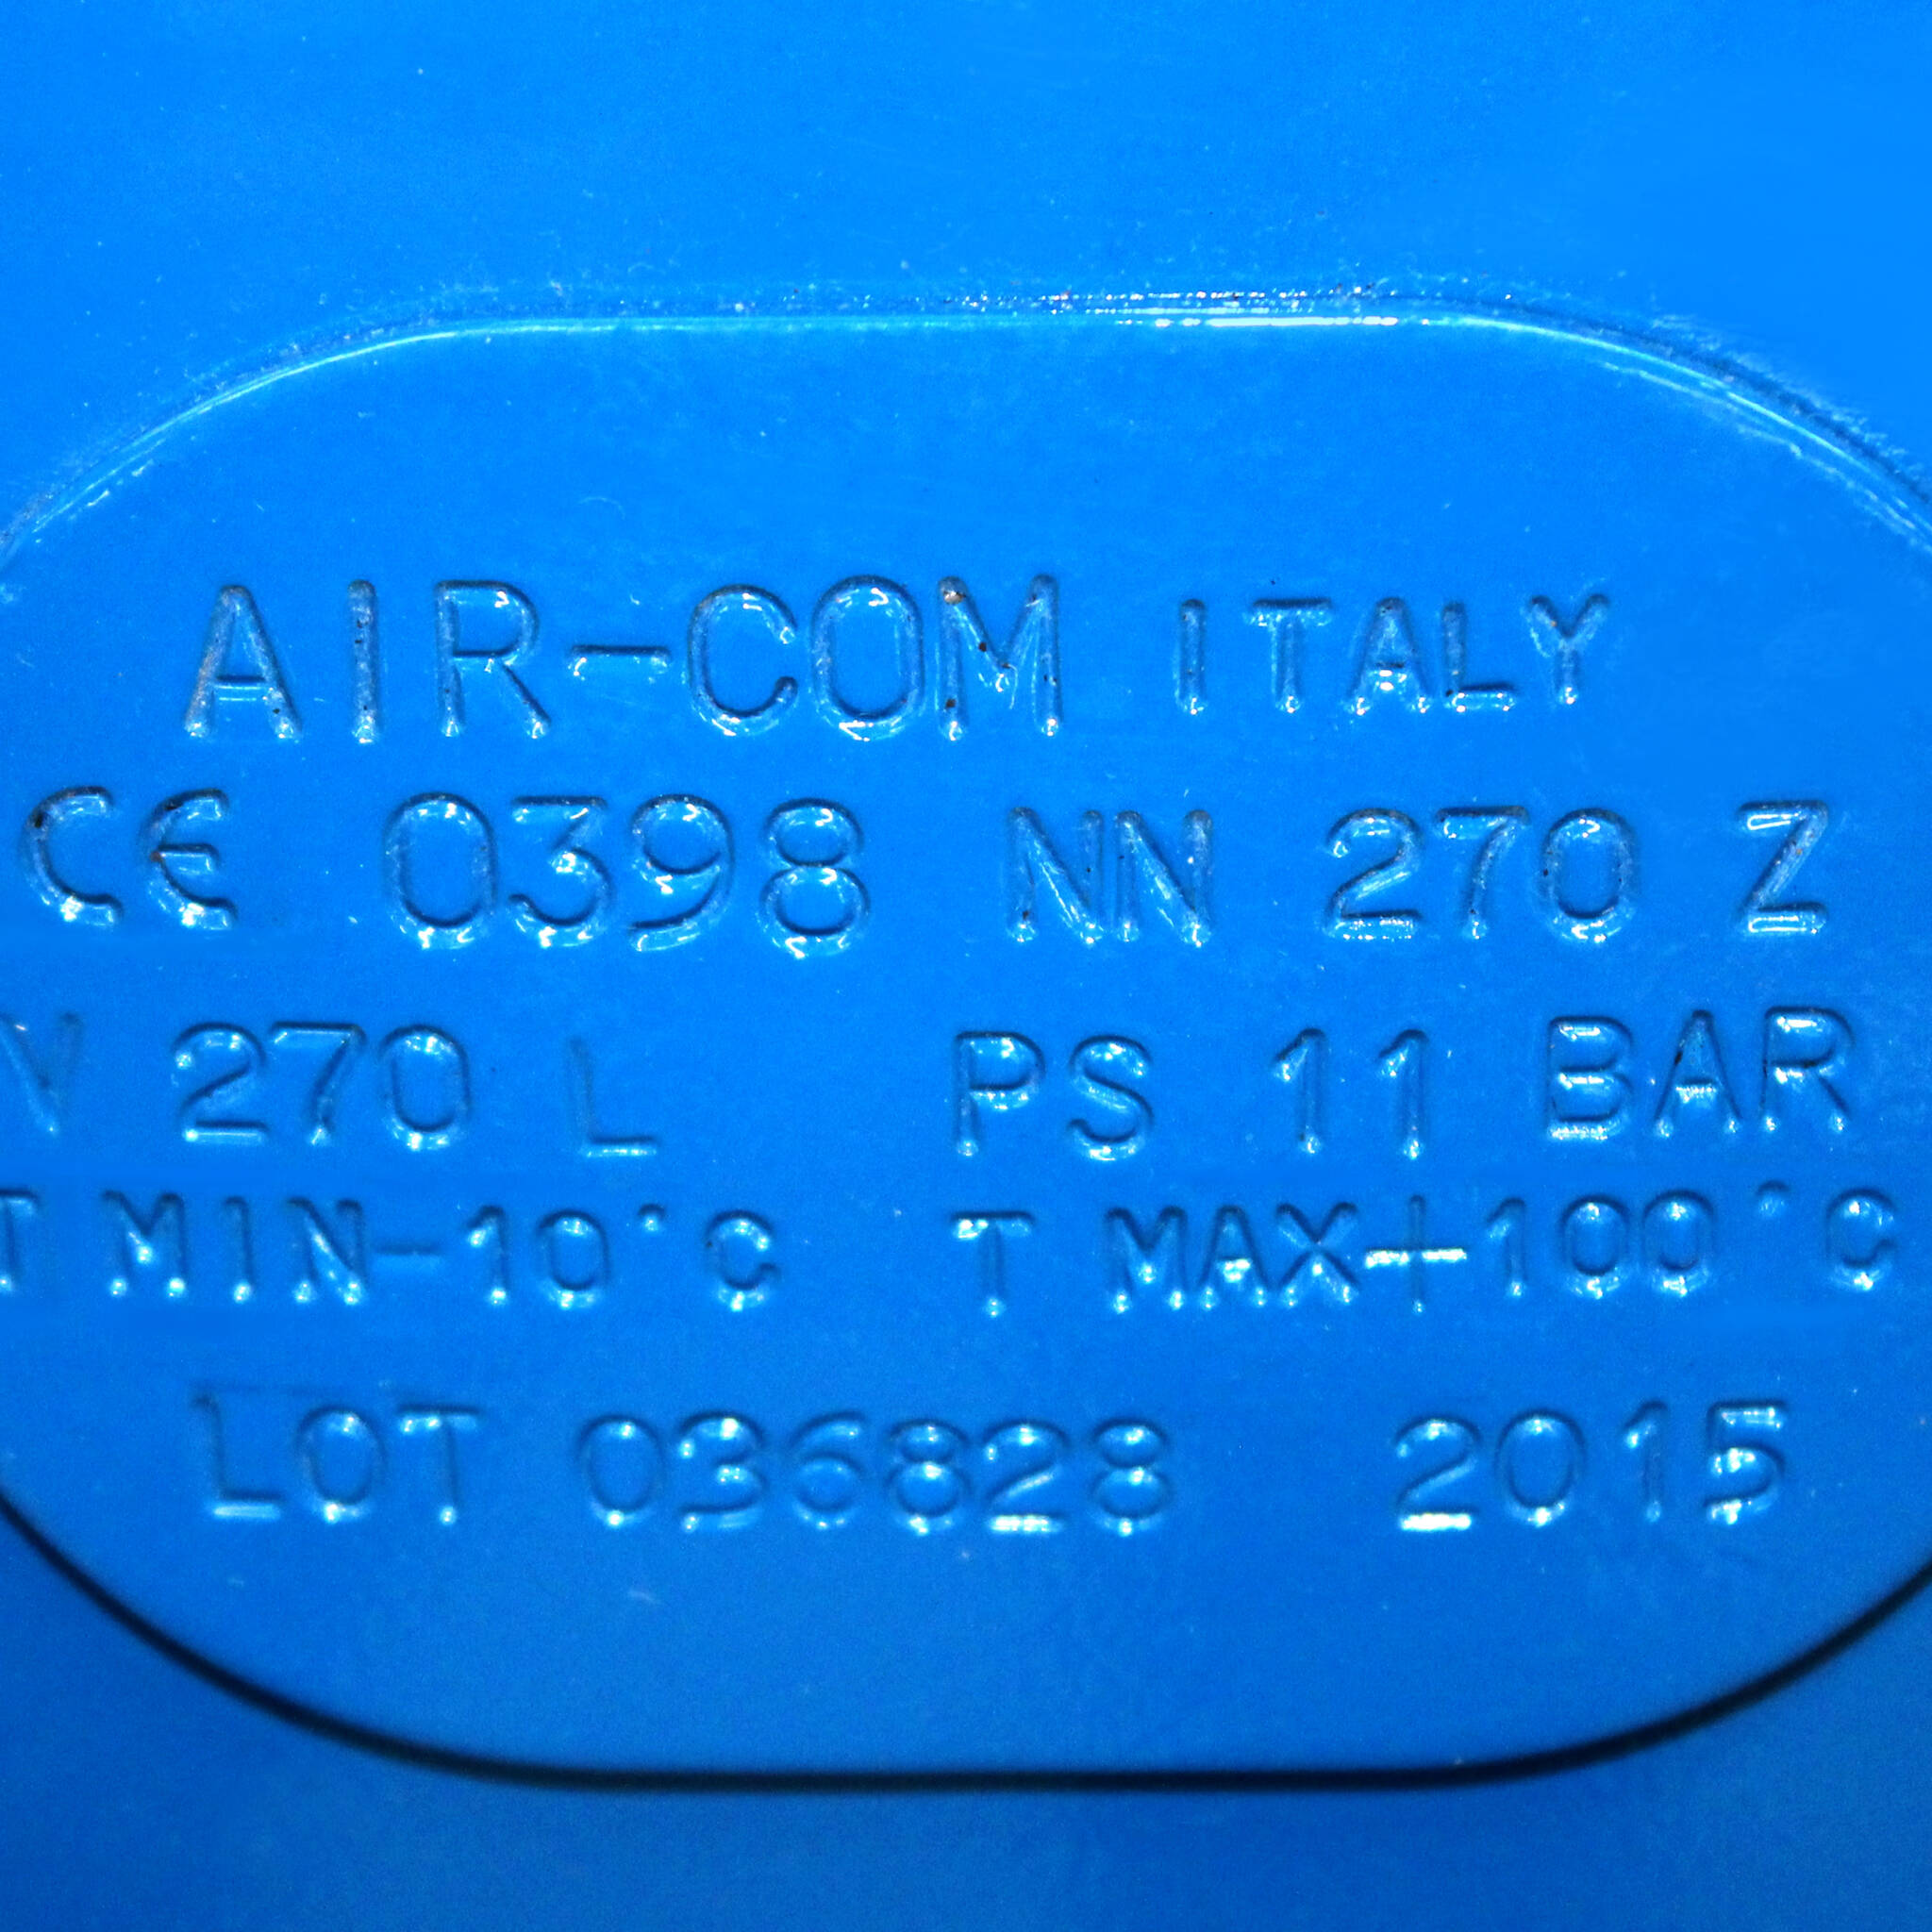 AIR-COM ITALY
CE 0398 NN 270 Z
V 270 L PS 11 BAR
T MIN-10°C T MAX+100°C
LOT 036828 2015